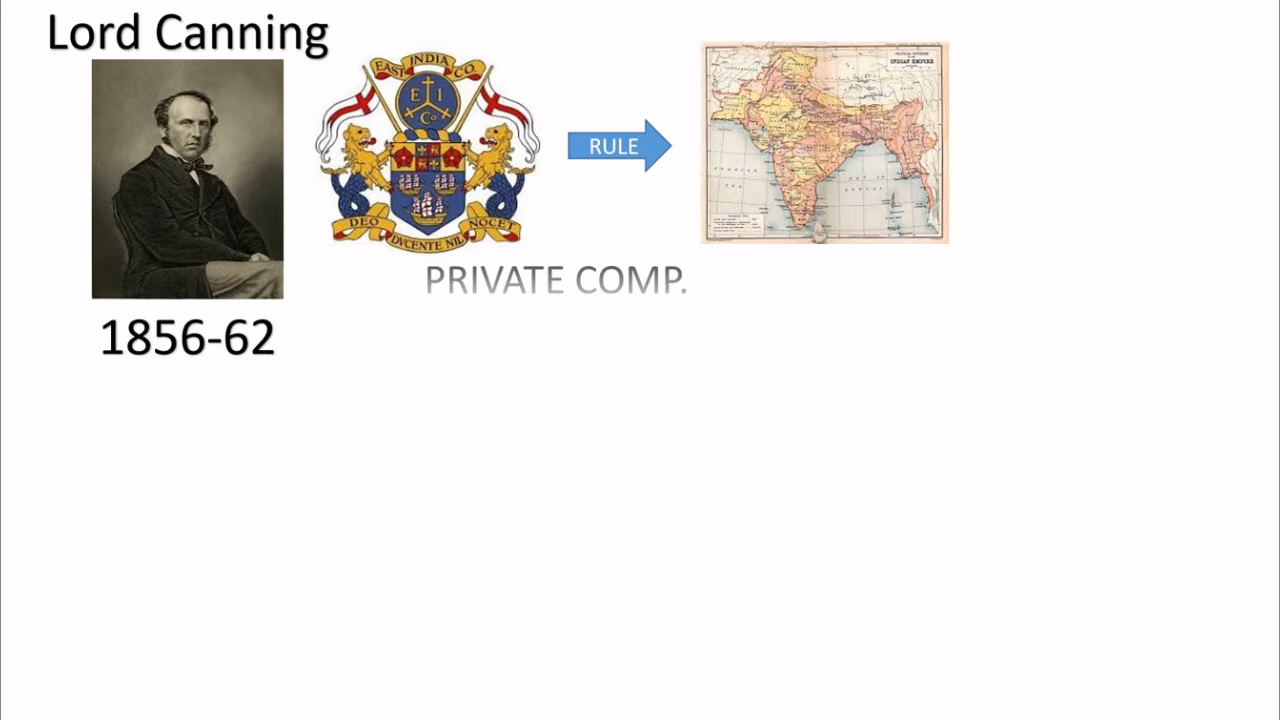 Lord Canning
EAST INDIA CO.
E I
Co
DEO
DVCENTE NIL
NOCET
RULE
INDIAN EMPIRE
PRIVATE COMP.
1856-62